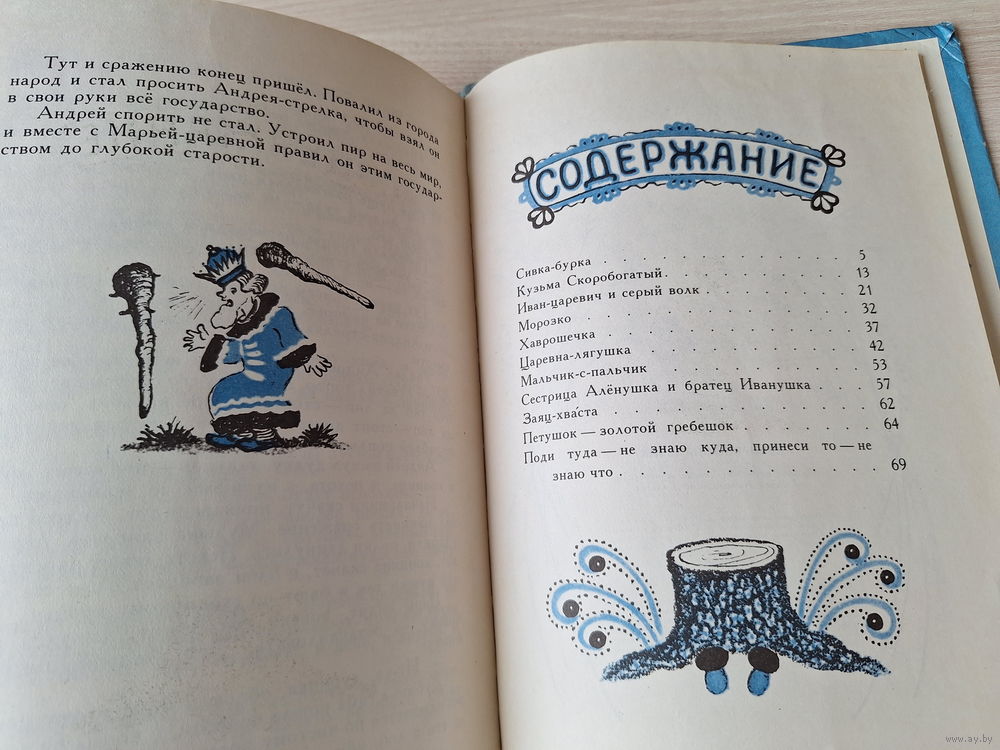 Тут и сражению конец пришёл. Повалил из города
народ и стал просить Андрея-стрелка, чтобы взял он
в свои руки всё государство.
Андрей спорить не стал. Устроил пир на весь мир,
и вместе с Марьей-царевной правил он этим государ-
ством до глубокой старости.
СОДЕРЖАНИЕ
Сивка-бурка . . . . . . . . . . . . 5
Кузьма Скоробогатый . . . . . . . . . 13
Иван-царевич и серый волк . . . . . . . 21
Морозко . . . . . . . . . . . . . . 32
Хаврошечка . . . . . . . . . . . . 37
Царевна-лягушка . . . . . . . . . . . 42
Мальчик-с-пальчик . . . . . . . . . . 53
Сестрица Алёнушка и братец Иванушка . . . 57
Заяц-хваста . . . . . . . . . . . . 62
Петушок — золотой гребешок . . . . . . 64
Поди туда — не знаю куда, принеси то — не
знаю что . . . . . . . . . . . . 69
www.ay.by